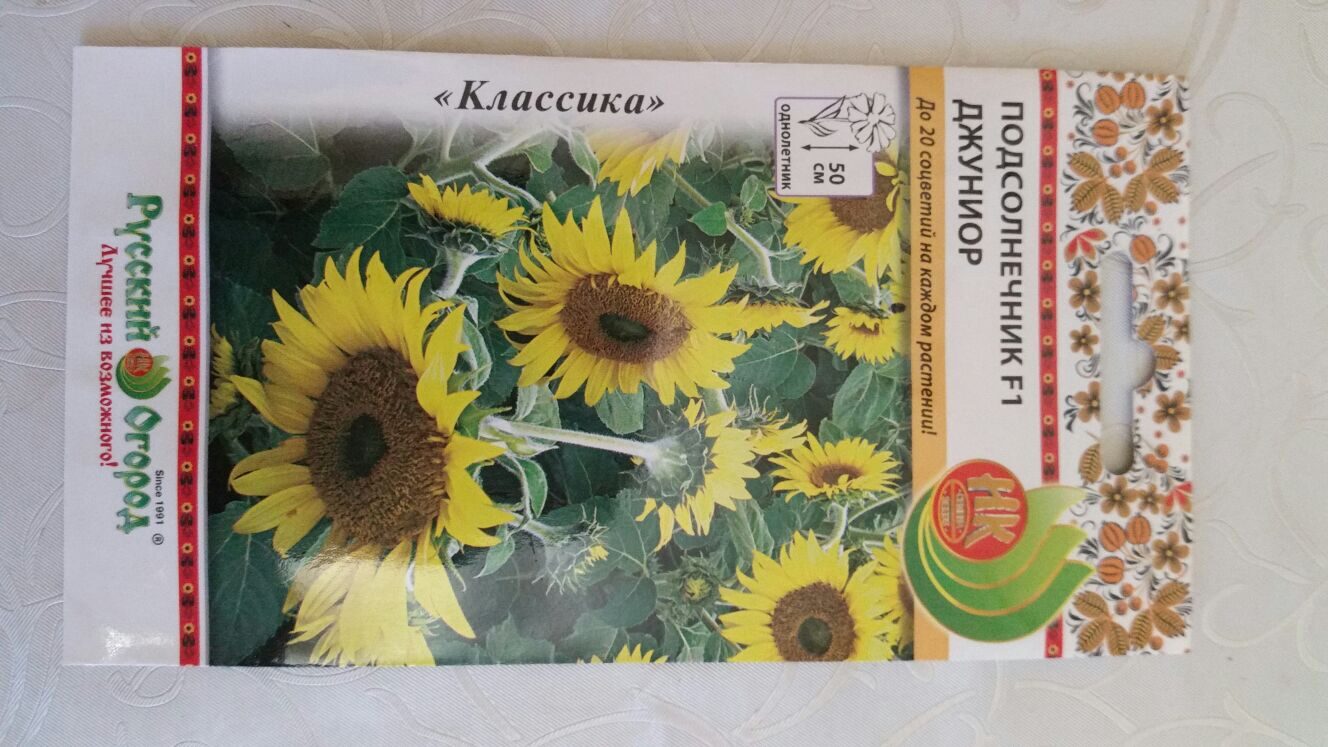 ПОДСОЛНЕЧНИК F1
ДЖУНИОР
До 20 соцветий на каждом растении!
НК
50
см
однолетник
«Классика»
Русский Огород
Since 1991 ®
Лучшее из возможного!